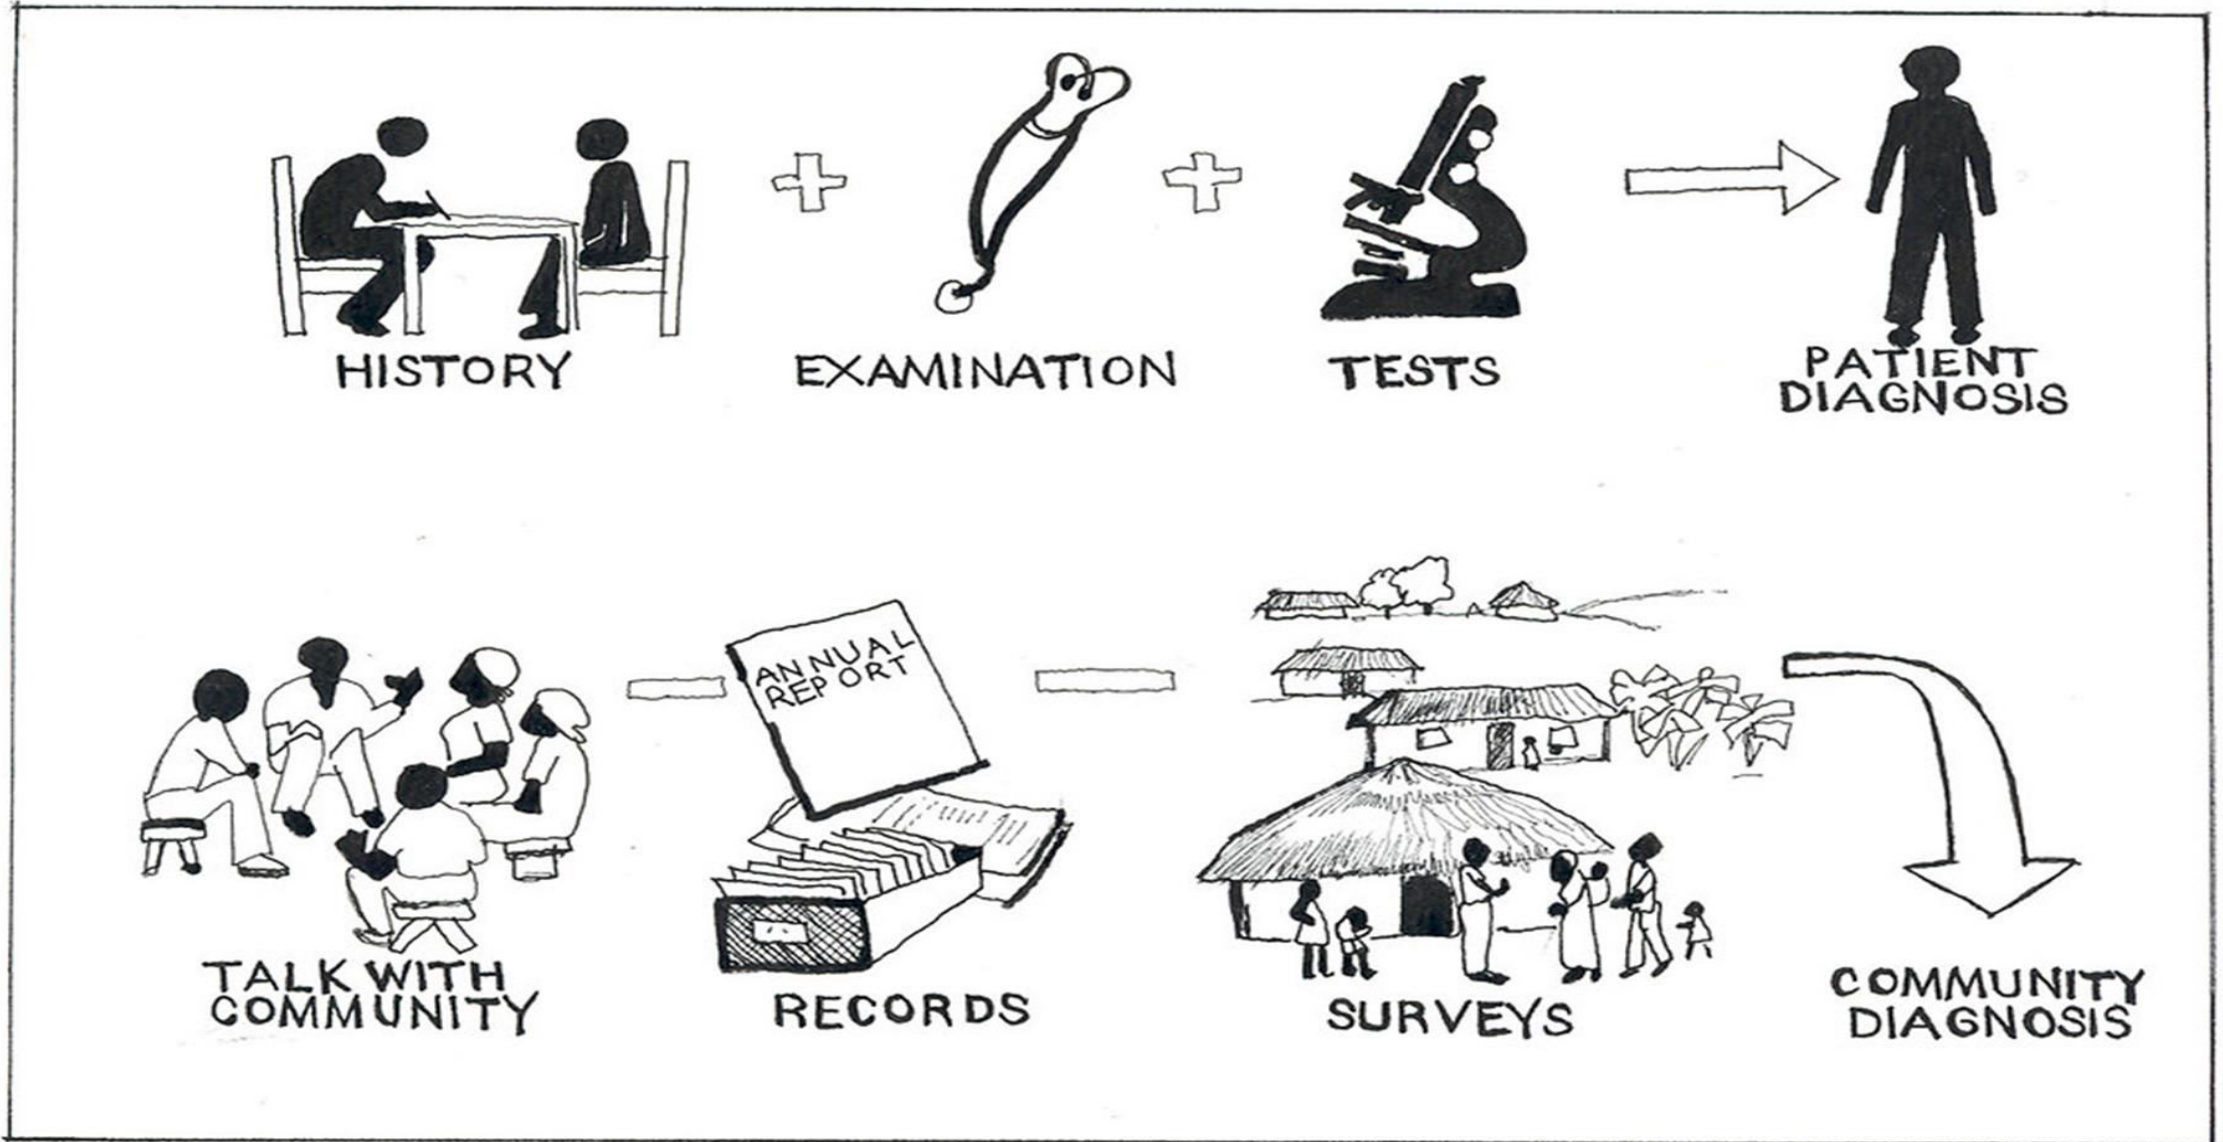 HISTORY
EXAMINATION
TESTS
PATIENT
DIAGNOSIS
ANNUAL
REPORT
TALK WITH
COMMUNITY
RECORDS
SURVEYS
COMMUNITY
DIAGNOSIS